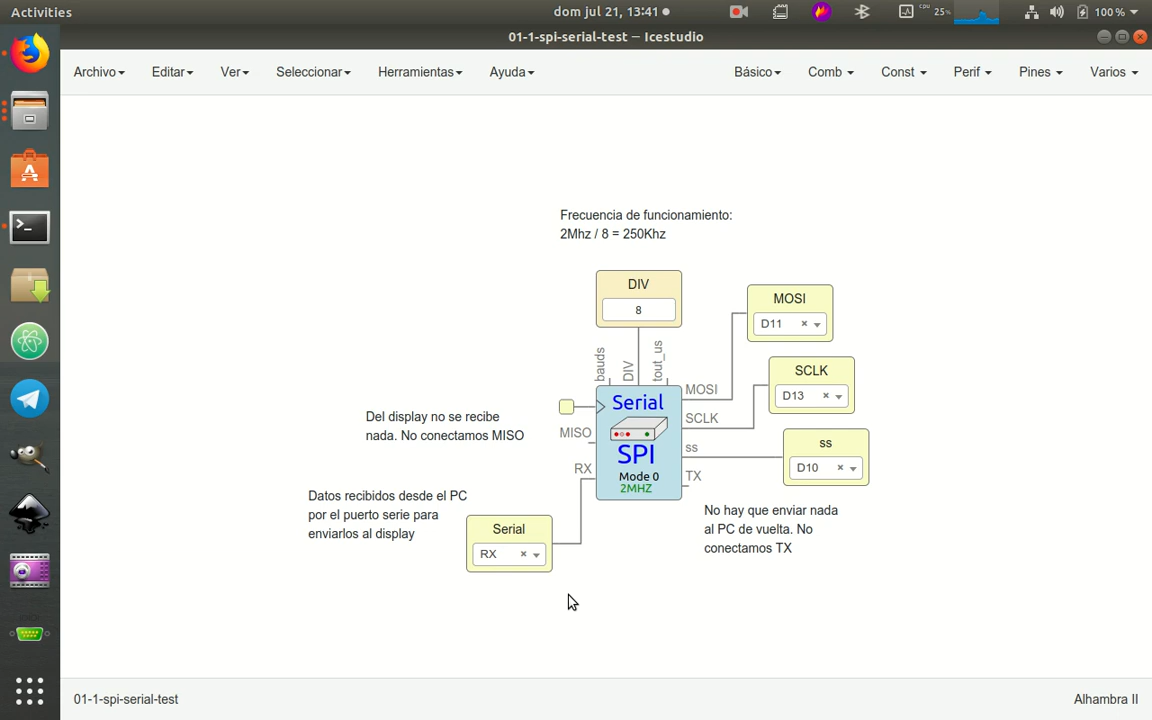 Activities
dom jul 21, 13:41
cpu 25%
100%
01-1-spi-serial-test – Icestudio
Archivo Editar Ver Seleccionar Herramientas Ayuda
Básico Comb Const Perif Pines Varios
Frecuencia de funcionamiento:
2Mhz / 8 = 250Khz
DIV
8
MOSI
D11
SCLK
D13
ss
D10
bauds
DIV
tout_us
MOSI
SCLK
ss
TX
MISO
RX
Serial
SPI
Mode 0
2MHZ
Del display no se recibe
nada. No conectamos MISO
Datos recibidos desde el PC
por el puerto serie para
enviarlos al display
Serial
RX
No hay que enviar nada
al PC de vuelta. No
conectamos TX
01-1-spi-serial-test
Alhambra II